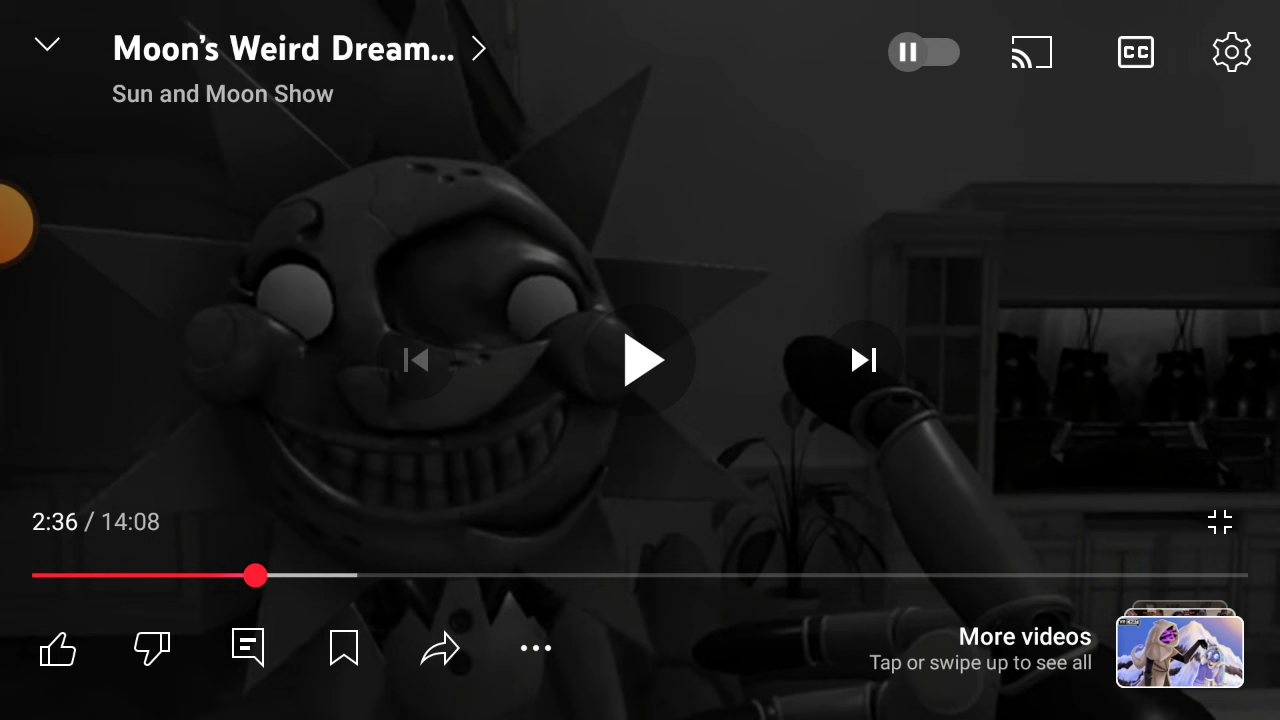 Moon's Weird Dream...
Sun and Moon Show
CC
2:36 / 14:08
More videos
Tap or swipe up to see all